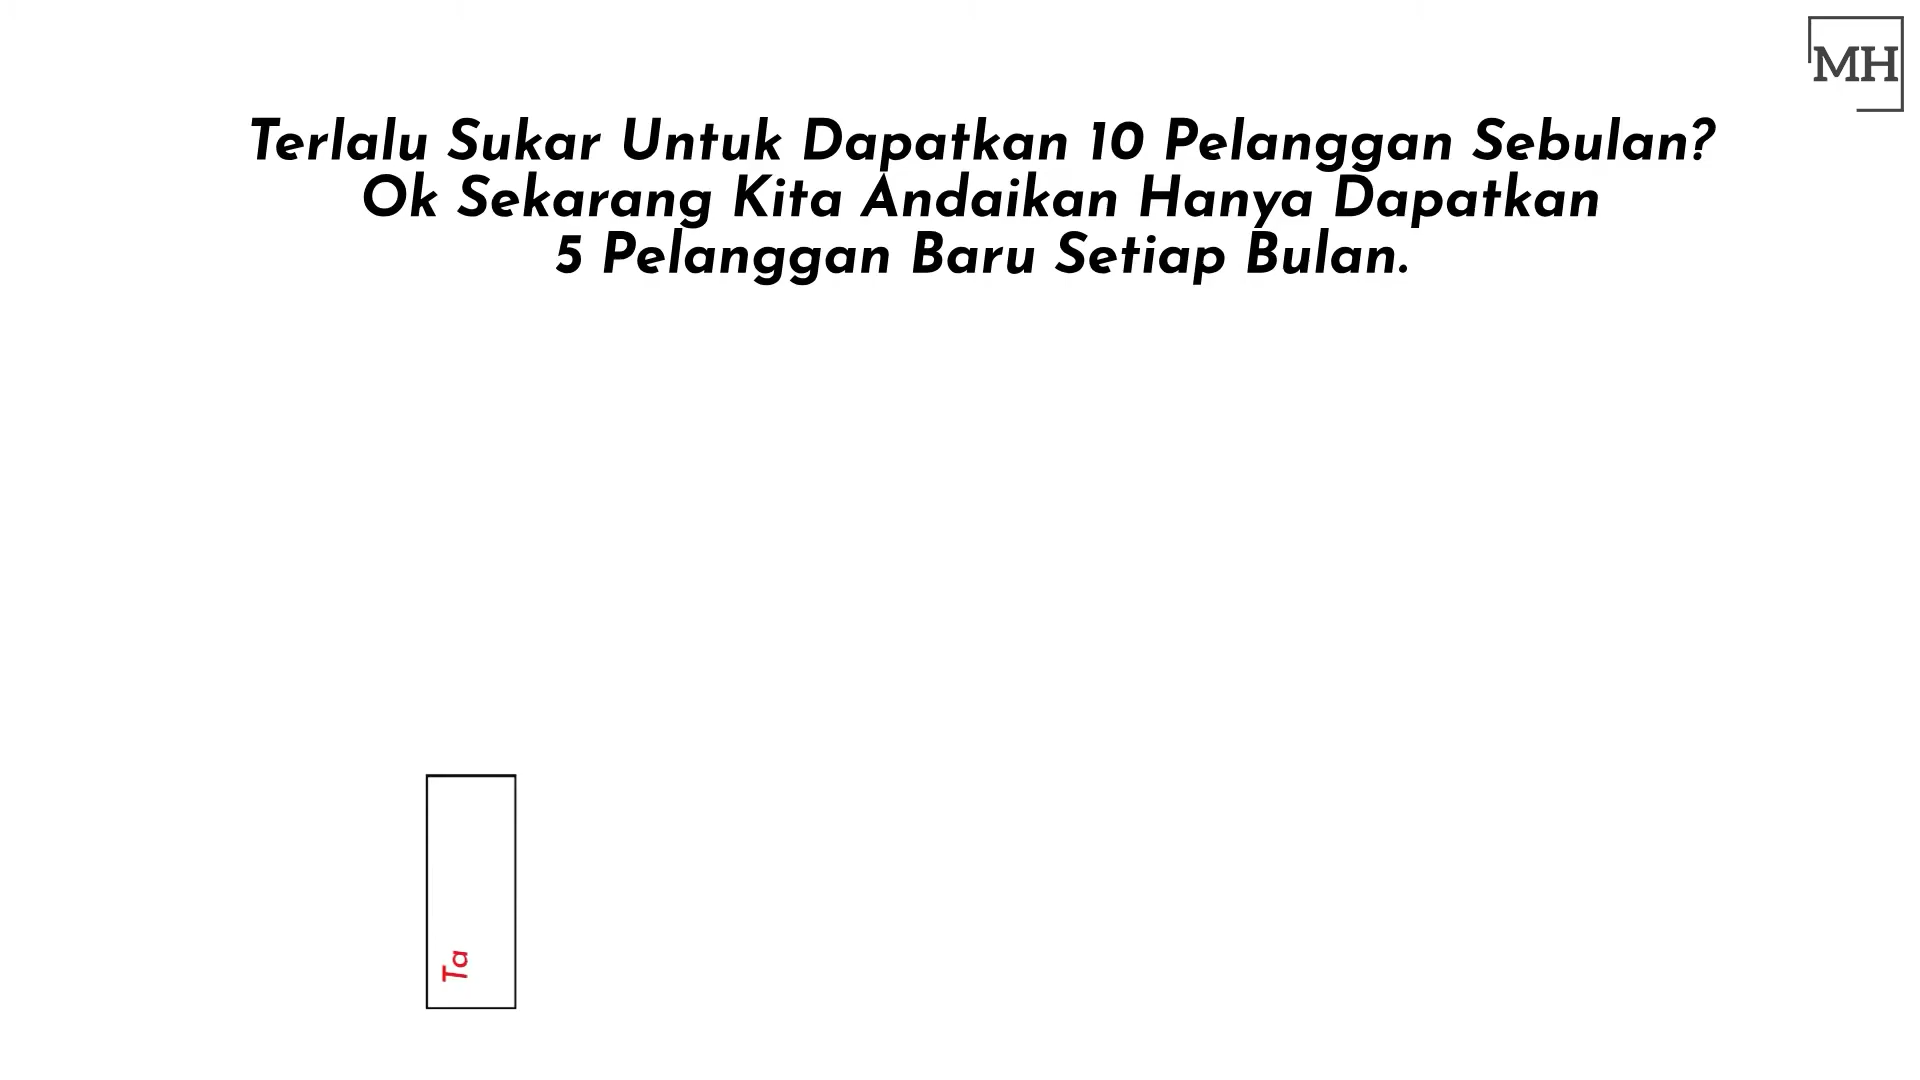 MH
Terlalu Sukar Untuk Dapatkan 10 Pelanggan Sebulan?
Ok Sekarang Kita Andaikan Hanya Dapatkan
5 Pelanggan Baru Setiap Bulan.
Ta